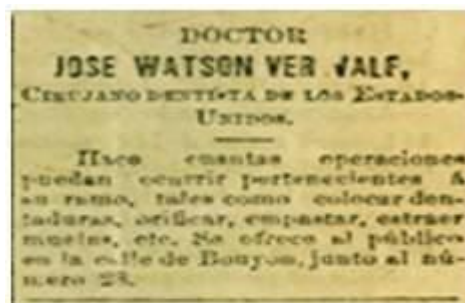 DOCTOR
JOSE WATSON VER VALF,
CIRUJANO DENTISTA DE LOS ESTADOS-
UNIDOS.
Hace cuantas operaciones
puedan ocurrir pertenecientes á
su ramo, tales como colocar den-
taduras, orificar, empastar, estraer
muelas, etc. Se ofrece al público
en la calle de Bouyon, junto al nú-
mero 23.